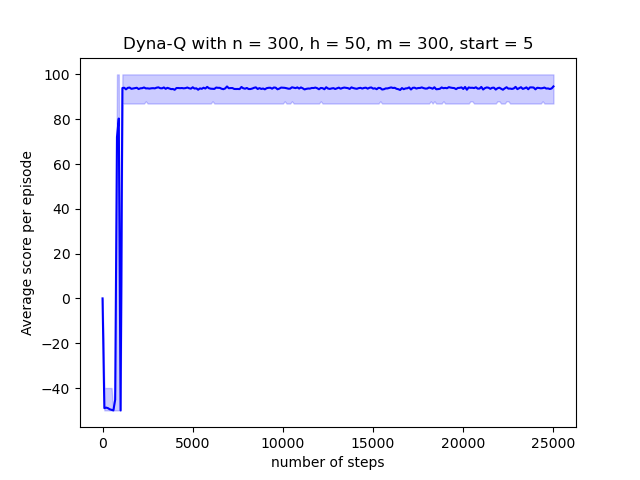 Dyna-Q with n = 300, h = 50, m = 300, start = 5
100
80
60
40
20
0
−20
−40
Average score per episode
0 5000 10000 15000 20000 25000
number of steps